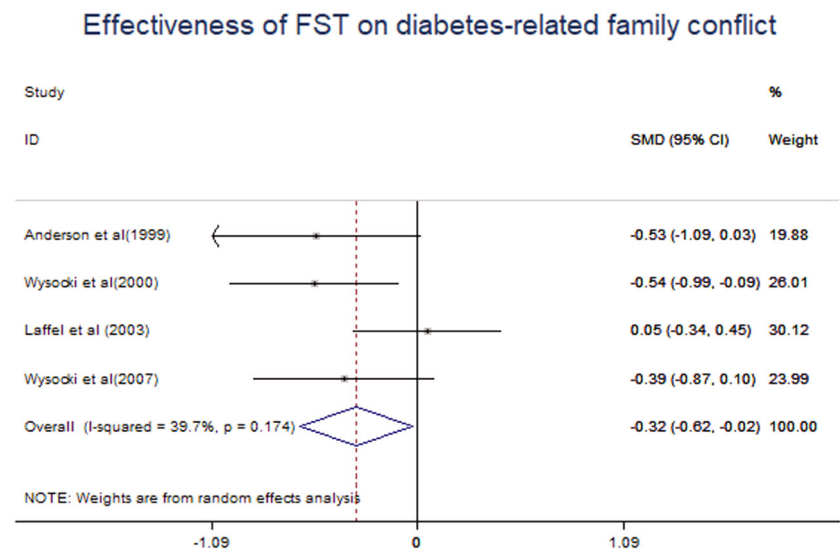 Effectiveness of FST on diabetes-related family conflict
Study %
ID SMD (95% CI) Weight
Anderson et al(1999) -0.53 (-1.09, 0.03) 19.88
Wysocki et al(2000) -0.54 (-0.99, -0.09) 26.01
Laffel et al (2003) 0.05 (-0.34, 0.45) 30.12
Wysocki et al(2007) -0.39 (-0.87, 0.10) 23.99
Overall (I-squared = 39.7%, p = 0.174) -0.32 (-0.62, -0.02) 100.00
NOTE: Weights are from random effects analysis
-1.09 0 1.09